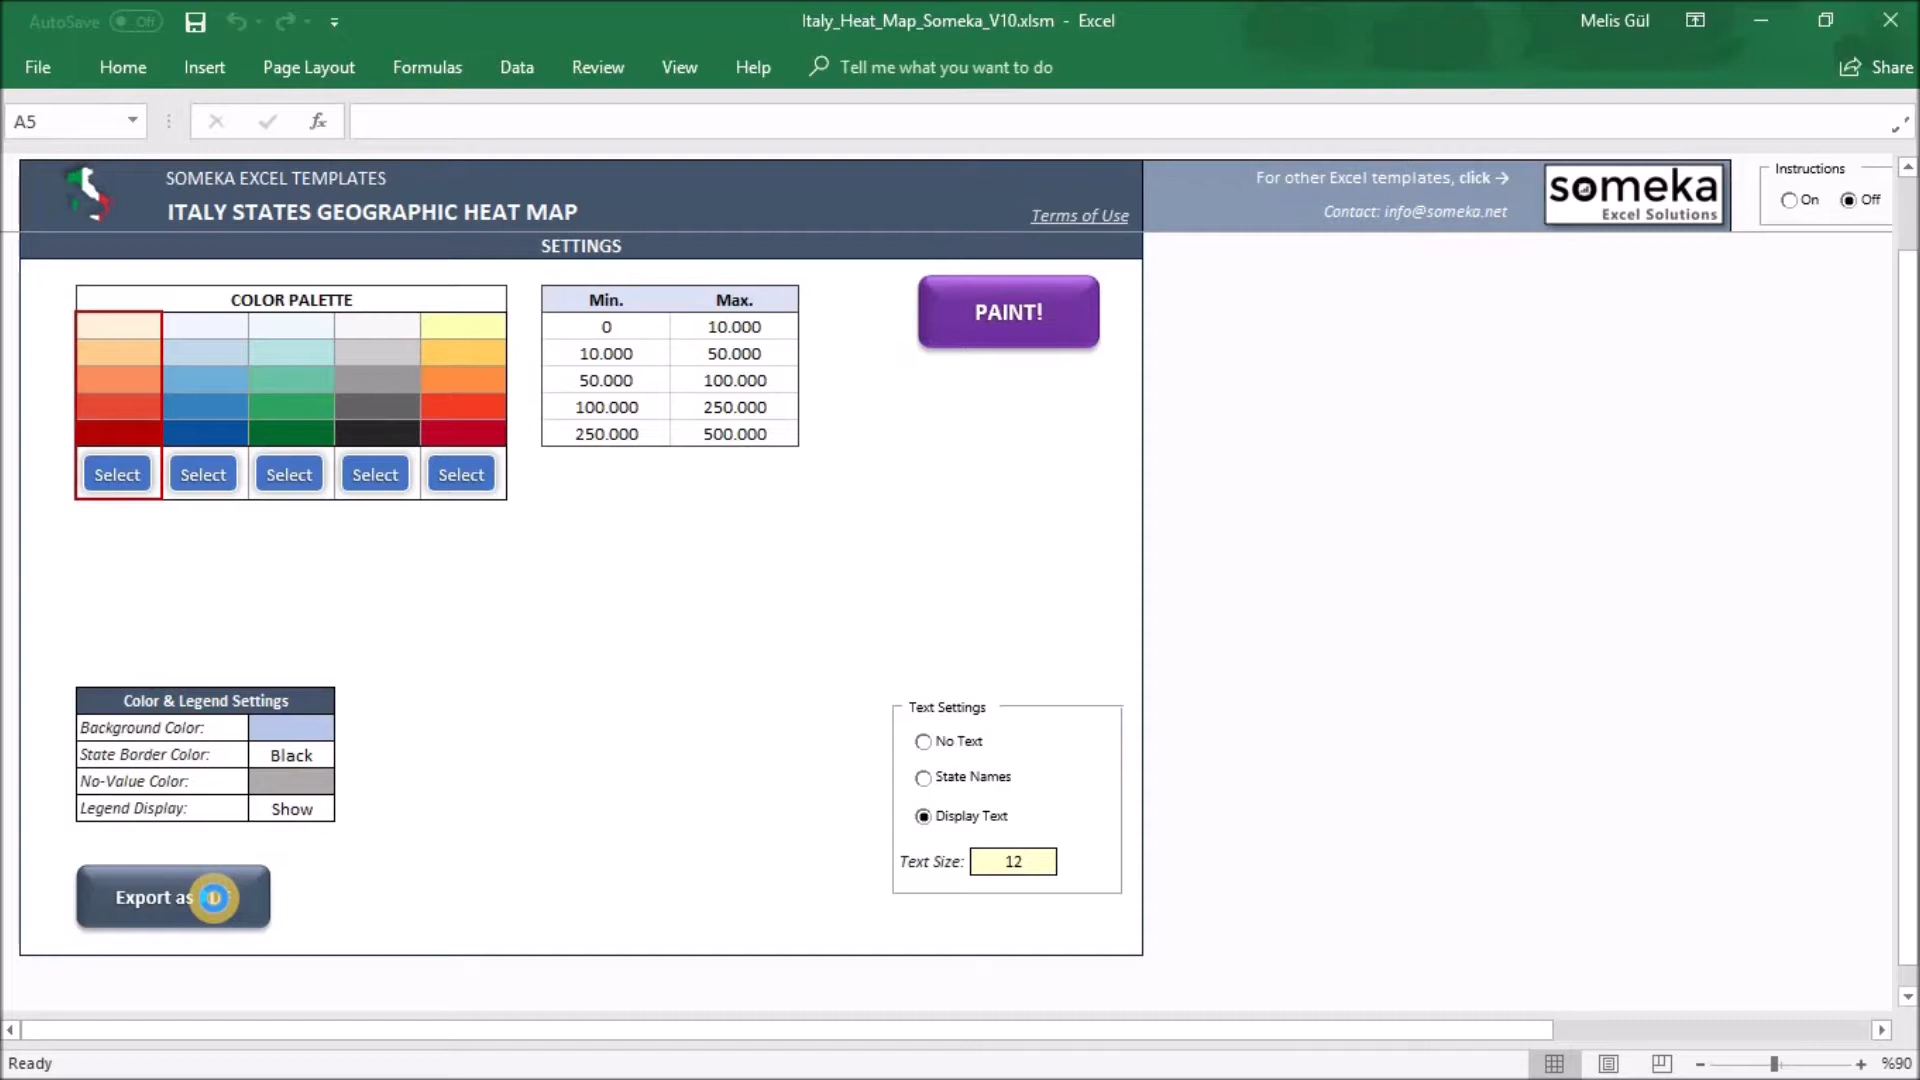 AutoSave Off
Italy_Heat_Map_Someka_V10.xlsm - Excel
Melis Gül
File Home Insert Page Layout Formulas Data Review View Help Tell me what you want to do Share
A5
fx
SOMEKA EXCEL TEMPLATES
ITALY STATES GEOGRAPHIC HEAT MAP
Terms of Use
For other Excel templates, click →
Contact: info@someka.net
someka
Excel Solutions
Instructions
On Off
SETTINGS
COLOR PALETTE
Select Select Select Select Select
Min. Max.
0 10.000
10.000 50.000
50.000 100.000
100.000 250.000
250.000 500.000
PAINT!
Color & Legend Settings
Background Color:
State Border Color: Black
No-Value Color:
Legend Display: Show
Text Settings
No Text
State Names
Display Text
Text Size: 12
Export as
Ready
%90